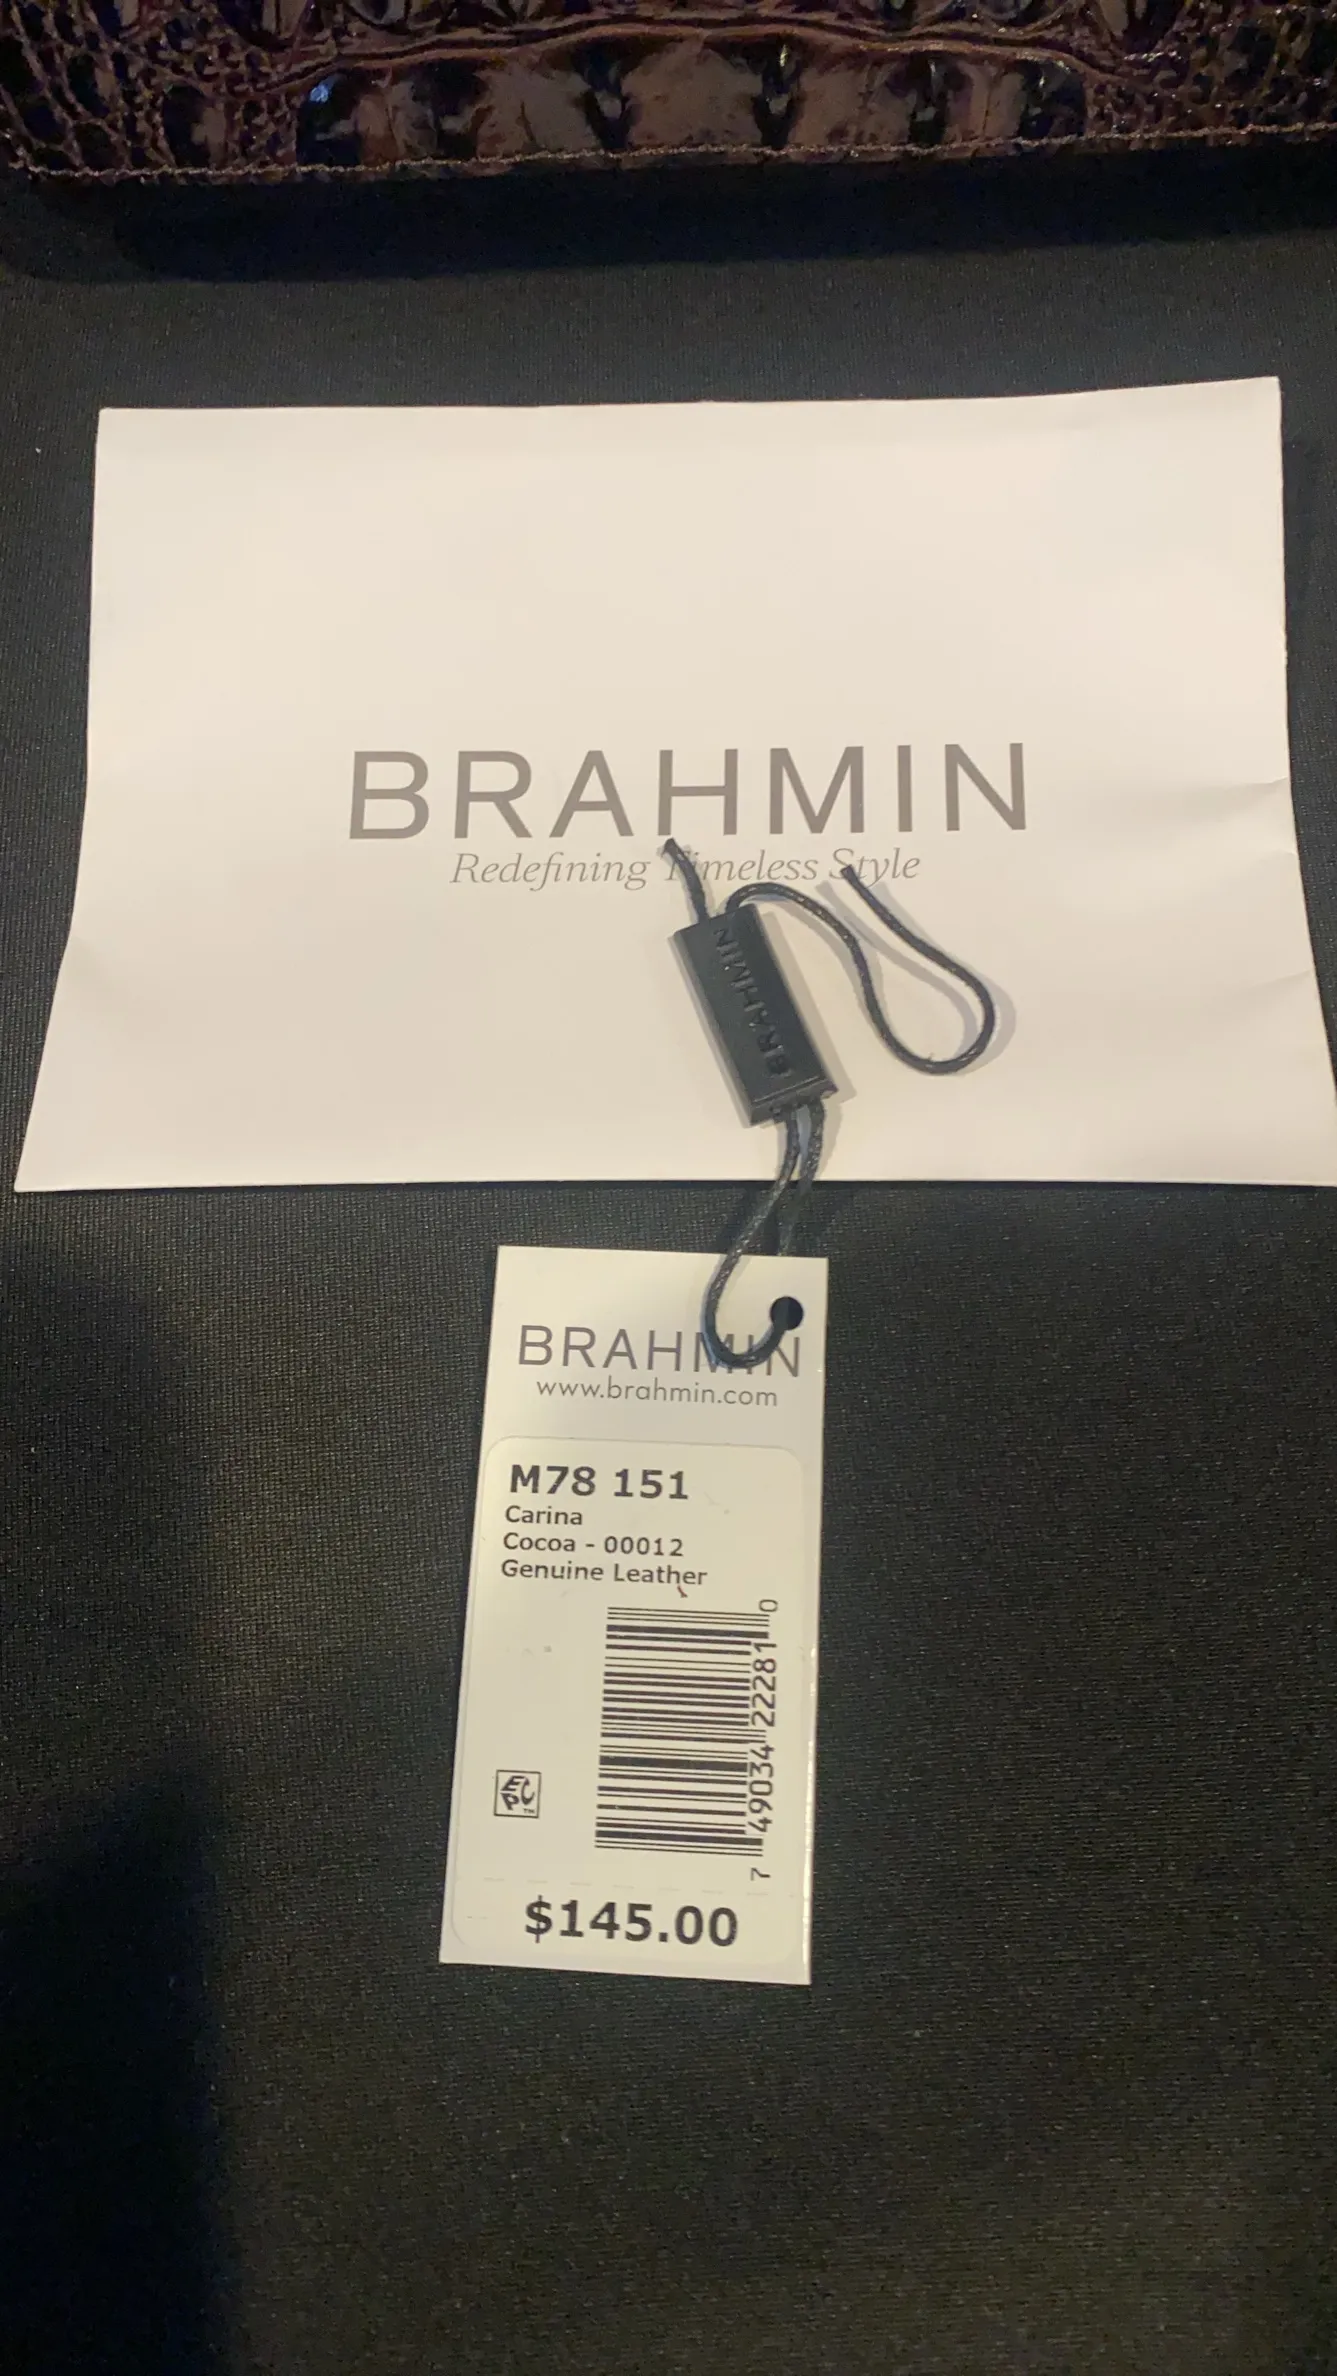 BRAHMIN
Redefining Timeless Style
BRAHMIN
BRAHMIN
www.brahmin.com
M78 151
Carina
Cocoa - 00012
Genuine Leather
7 49034 22281 0
EPC™
$145.00